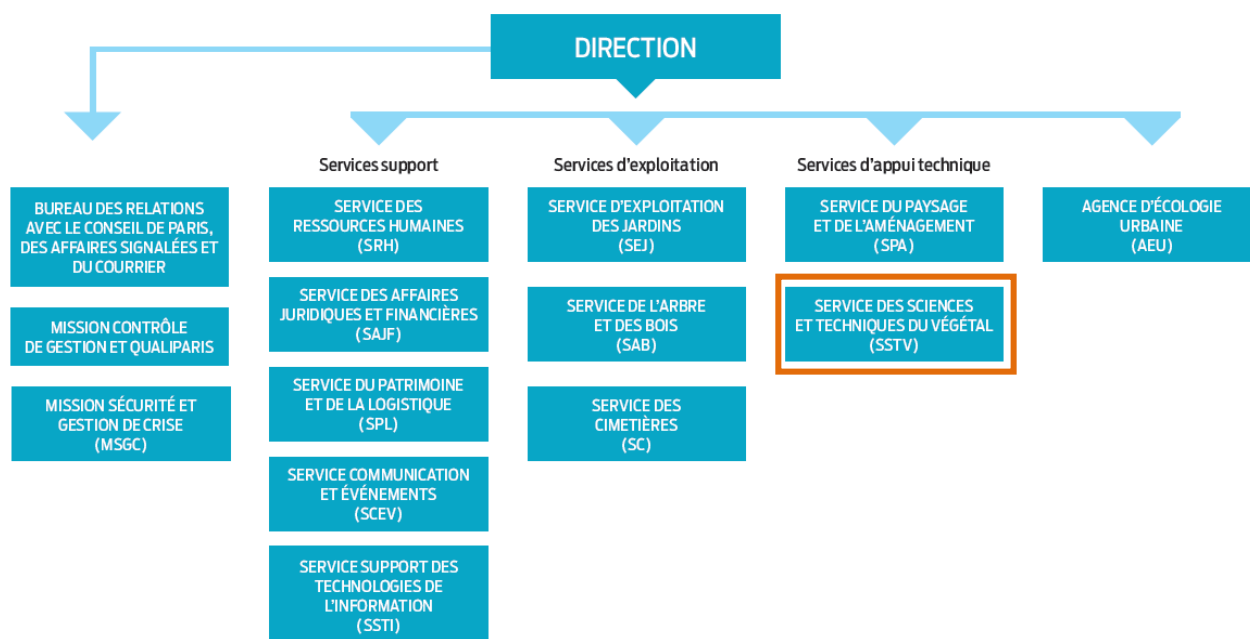 DIRECTION
BUREAU DES RELATIONS
AVEC LE CONSEIL DE PARIS,
DES AFFAIRES SIGNALÉES ET
DU COURRIER
MISSION CONTRÔLE
DE GESTION ET QUALIPARIS
MISSION SÉCURITÉ ET
GESTION DE CRISE
(MSGC)
Services support
SERVICE DES
RESSOURCES HUMAINES
(SRH)
SERVICE DES AFFAIRES
JURIDIQUES ET FINANCIÈRES
(SAJF)
SERVICE DU PATRIMOINE
ET DE LA LOGISTIQUE
(SPL)
SERVICE COMMUNICATION
ET ÉVÉNEMENTS
(SCEV)
SERVICE SUPPORT DES
TECHNOLOGIES DE
L'INFORMATION
(SSTI)
Services d'exploitation
SERVICE D'EXPLOITATION
DES JARDINS
(SEJ)
SERVICE DE L'ARBRE
ET DES BOIS
(SAB)
SERVICE DES
CIMETIÈRES
(SC)
Services d'appui technique
SERVICE DU PAYSAGE
ET DE L'AMÉNAGEMENT
(SPA)
SERVICE DES SCIENCES
ET TECHNIQUES DU VÉGÉTAL
(SSTV)
AGENCE D'ÉCOLOGIE
URBAINE
(AEU)